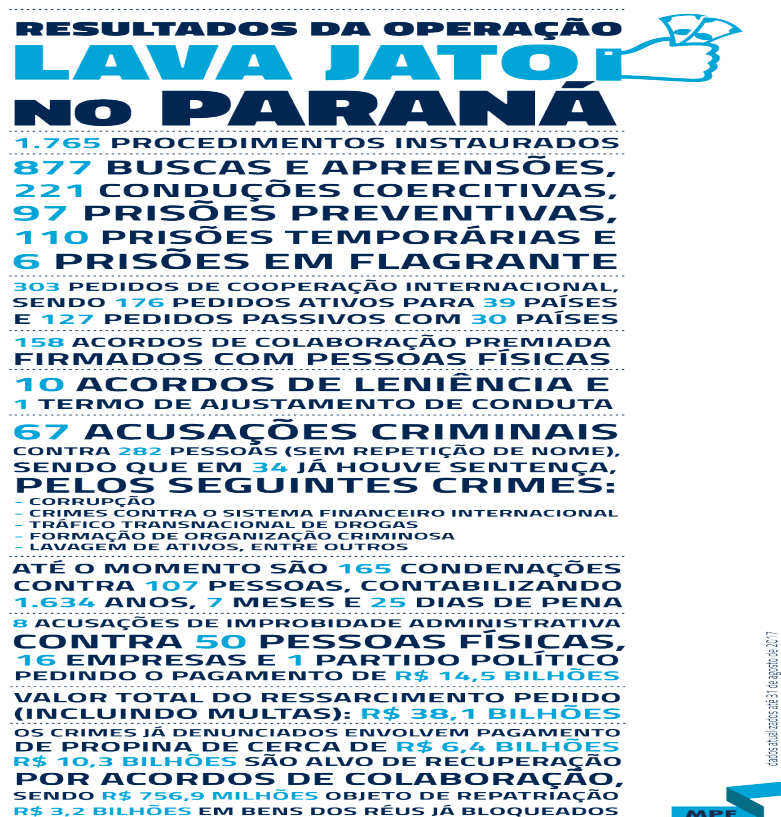 RESULTADOS DA OPERAÇÃO
LAVA JATO
NO PARANÁ
1.765 PROCEDIMENTOS INSTAURADOS
877 BUSCAS E APREENSÕES,
221 CONDUÇÕES COERCITIVAS,
97 PRISÕES PREVENTIVAS,
110 PRISÕES TEMPORÁRIAS E
6 PRISÕES EM FLAGRANTE
303 PEDIDOS DE COOPERAÇÃO INTERNACIONAL,
SENDO 176 PEDIDOS ATIVOS PARA 39 PAÍSES
E 127 PEDIDOS PASSIVOS COM 30 PAÍSES
158 ACORDOS DE COLABORAÇÃO PREMIADA
FIRMADOS COM PESSOAS FÍSICAS
10 ACORDOS DE LENIÊNCIA E
1 TERMO DE AJUSTAMENTO DE CONDUTA
67 ACUSAÇÕES CRIMINAIS
CONTRA 282 PESSOAS (SEM REPETIÇÃO DE NOME),
SENDO QUE EM 34 JÁ HOUVE SENTENÇA,
PELOS SEGUINTES CRIMES:
- CORRUPÇÃO
- CRIMES CONTRA O SISTEMA FINANCEIRO INTERNACIONAL
- TRÁFICO TRANSNACIONAL DE DROGAS
- FORMAÇÃO DE ORGANIZAÇÃO CRIMINOSA
- LAVAGEM DE ATIVOS, ENTRE OUTROS
ATÉ O MOMENTO SÃO 165 CONDENAÇÕES
CONTRA 107 PESSOAS, CONTABILIZANDO
1.634 ANOS, 7 MESES E 25 DIAS DE PENA
8 ACUSAÇÕES DE IMPROBIDADE ADMINISTRATIVA
CONTRA 50 PESSOAS FÍSICAS,
16 EMPRESAS E 1 PARTIDO POLÍTICO
PEDINDO O PAGAMENTO DE R$ 14,5 BILHÕES
VALOR TOTAL DO RESSARCIMENTO PEDIDO
(INCLUINDO MULTAS): R$ 38,1 BILHÕES
OS CRIMES JÁ DENUNCIADOS ENVOLVEM PAGAMENTO
DE PROPINA DE CERCA DE R$ 6,4 BILHÕES
R$ 10,3 BILHÕES SÃO ALVO DE RECUPERAÇÃO
POR ACORDOS DE COLABORAÇÃO,
SENDO R$ 756,9 MILHÕES OBJETO DE REPATRIAÇÃO
R$ 3,2 BILHÕES EM BENS DOS RÉUS JÁ BLOQUEADOS
dados atualizados até 31 de agosto de 2017
MPF